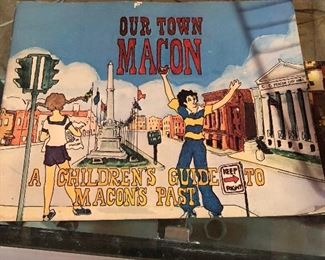 OUR TOWN
MACON
KEEP
RIGHT
A CHILDREN'S GUIDE TO
MACON'S PAST